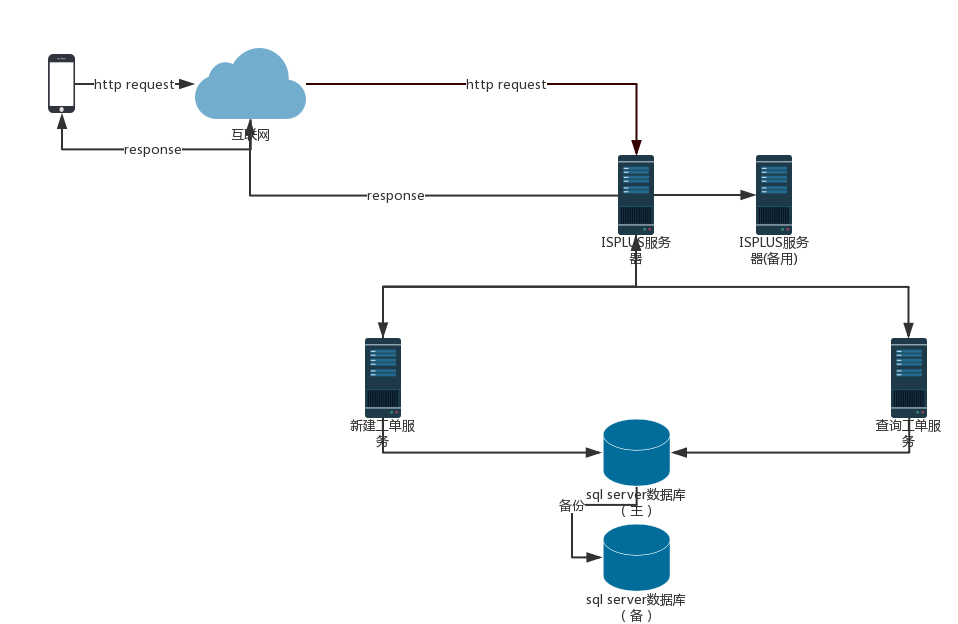 http request
http request
互联网
response
response
ISPLUS服务
器
ISPLUS服务
器(备用)
新建工单服
务
查询工单服
务
sql server数据库
（主）
备份
sql server数据库
（备）